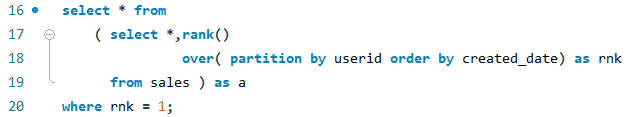 16 select * from
17 ( select *,rank()
18 over( partition by userid order by created_date) as rnk
19 from sales ) as a
20 where rnk = 1;